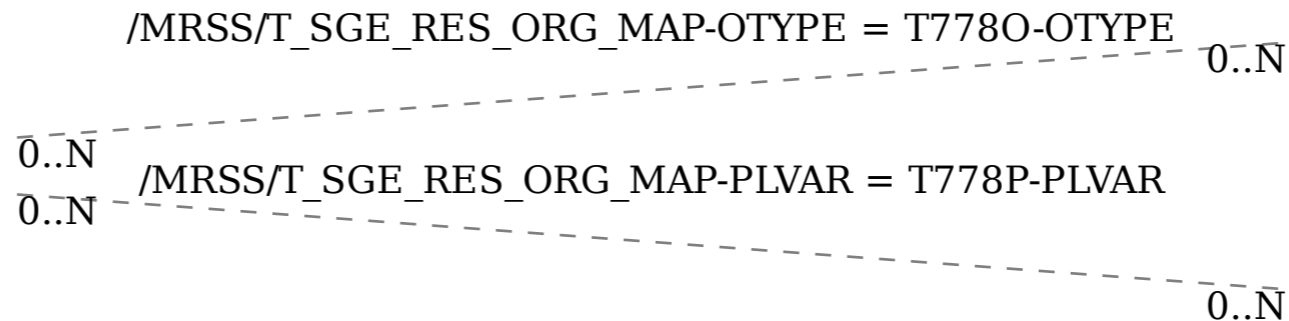 /MRSS/T_SGE_RES_ORG_MAP-OTYPE = T778O-OTYPE
0..N
0..N
/MRSS/T_SGE_RES_ORG_MAP-PLVAR = T778P-PLVAR
0..N
0..N